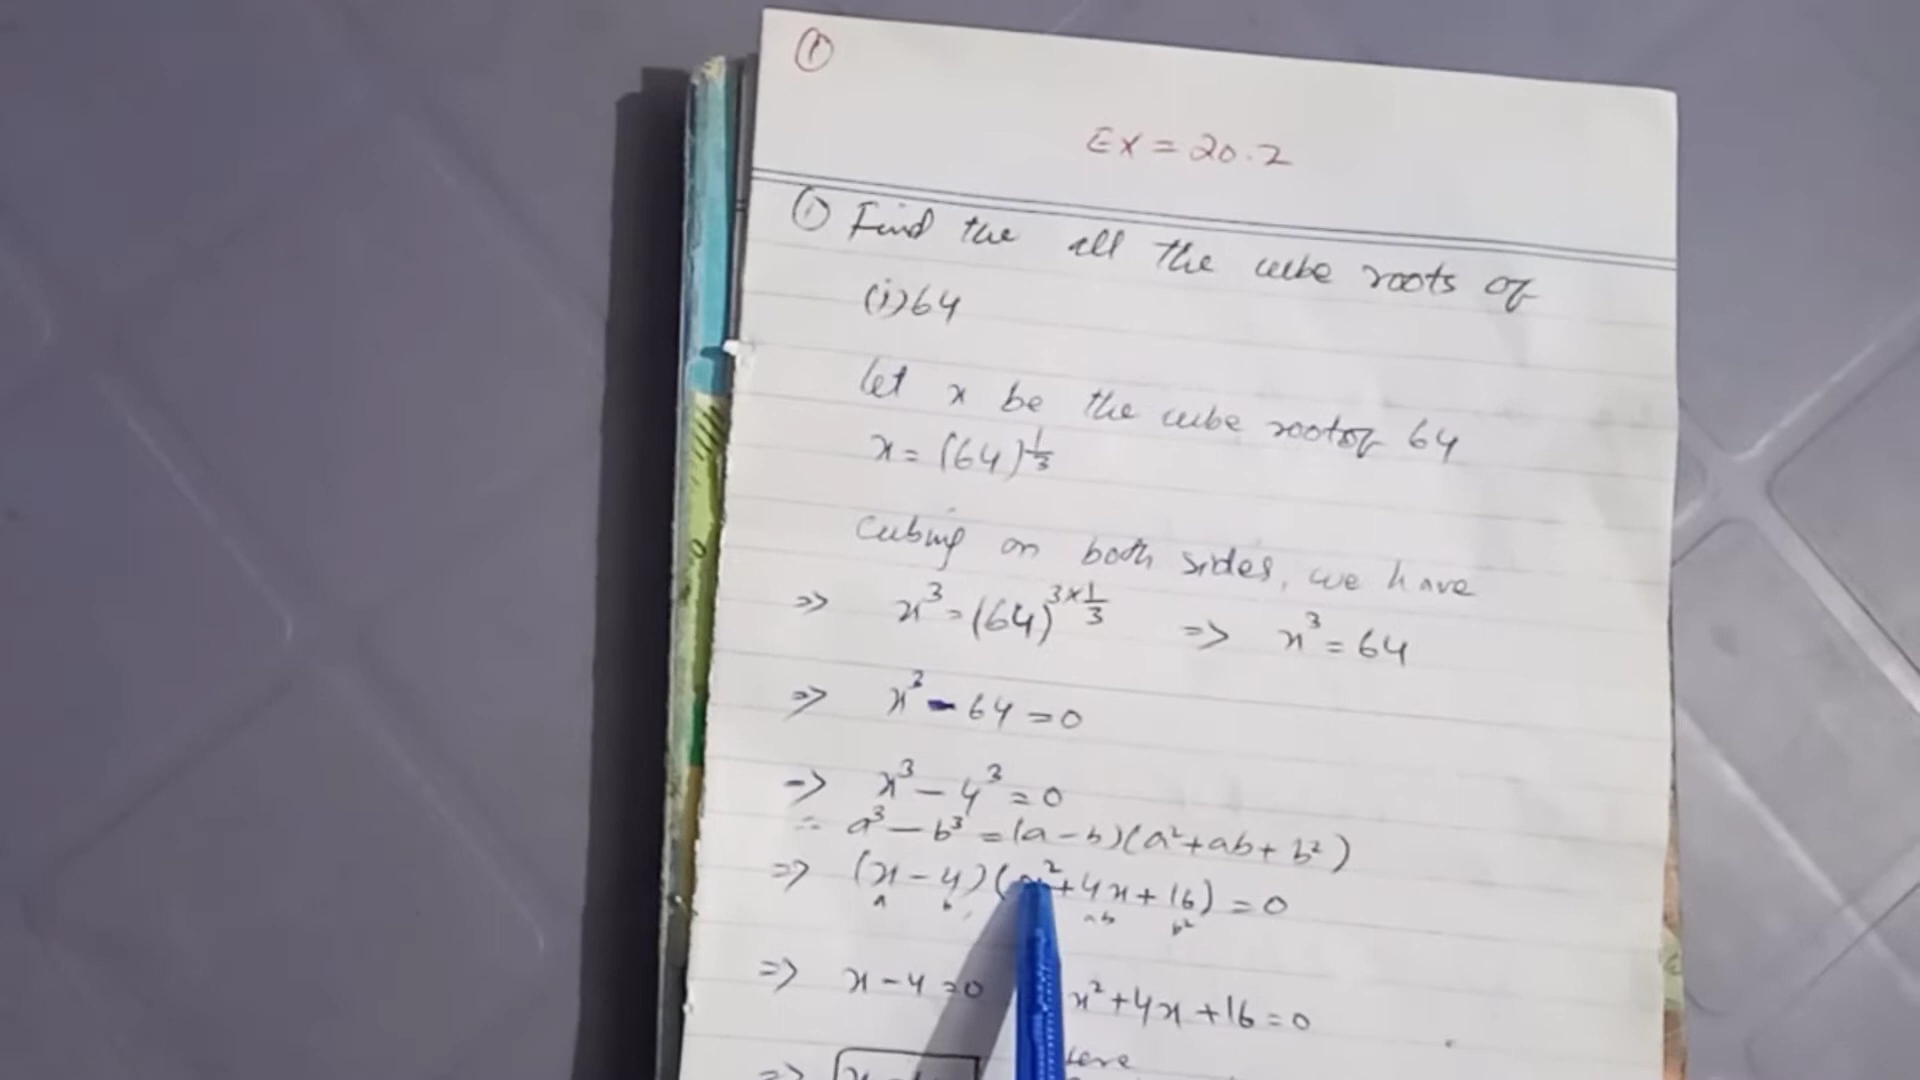 ①
Ex = 20.2
① Find the all the cube roots of
(i) 64
let x be the cube root of 64
x = (64)^1/3
Cubing on both sides, we have
=> x³ = (64)^3×1/3 => x³ = 64
=> x³ - 64 = 0
=> x³ - 4³ = 0
∴ a³ - b³ = (a - b)(a² + ab + b²)
=> (x - 4)(x² + 4x + 16) = 0
a b ab b²
=> x - 4 = 0 x² + 4x + 16 = 0
=>